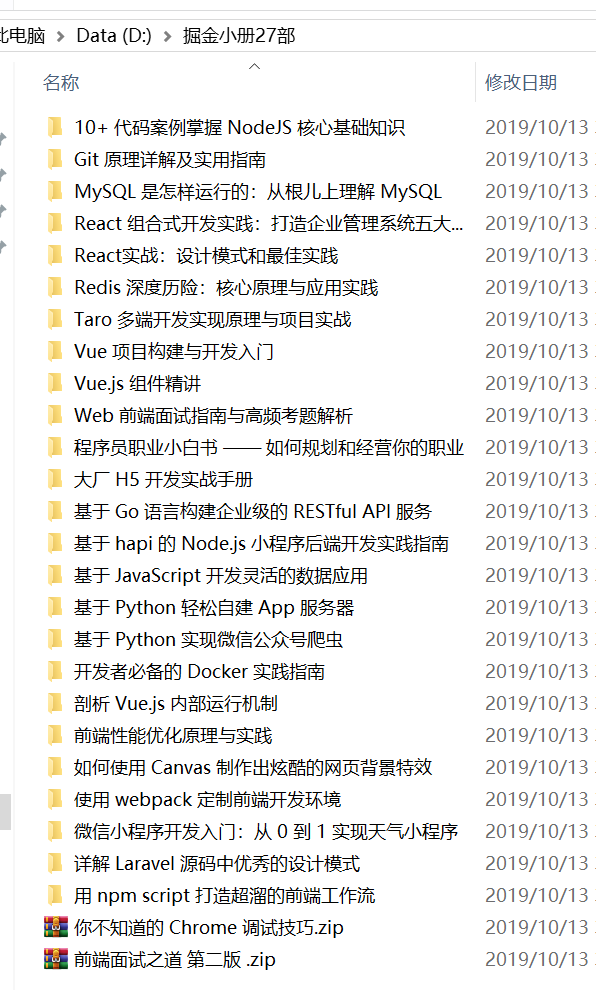 此电脑 > Data (D:) > 掘金小册27部
名称 修改日期
10+ 代码案例掌握 NodeJS 核心基础知识 2019/10/13
Git 原理详解及实用指南 2019/10/13
MySQL 是怎样运行的：从根儿上理解 MySQL 2019/10/13
React 组合式开发实践：打造企业管理系统五大... 2019/10/13
React实战：设计模式和最佳实践 2019/10/13
Redis 深度历险：核心原理与应用实践 2019/10/13
Taro 多端开发实现原理与项目实战 2019/10/13
Vue 项目构建与开发入门 2019/10/13
Vue.js 组件精讲 2019/10/13
Web 前端面试指南与高频考题解析 2019/10/13
程序员职业小白书 —— 如何规划和经营你的职业 2019/10/13
大厂 H5 开发实战手册 2019/10/13
基于 Go 语言构建企业级的 RESTful API 服务 2019/10/13
基于 hapi 的 Node.js 小程序后端开发实践指南 2019/10/13
基于 JavaScript 开发灵活的数据应用 2019/10/13
基于 Python 轻松自建 App 服务器 2019/10/13
基于 Python 实现微信公众号爬虫 2019/10/13
开发者必备的 Docker 实践指南 2019/10/13
剖析 Vue.js 内部运行机制 2019/10/13
前端性能优化原理与实践 2019/10/13
如何使用 Canvas 制作出炫酷的网页背景特效 2019/10/13
使用 webpack 定制前端开发环境 2019/10/13
微信小程序开发入门：从 0 到 1 实现天气小程序 2019/10/13
详解 Laravel 源码中优秀的设计模式 2019/10/13
用 npm script 打造超溜的前端工作流 2019/10/13
你不知道的 Chrome 调试技巧.zip 2019/10/13
前端面试之道 第二版 .zip 2019/10/13